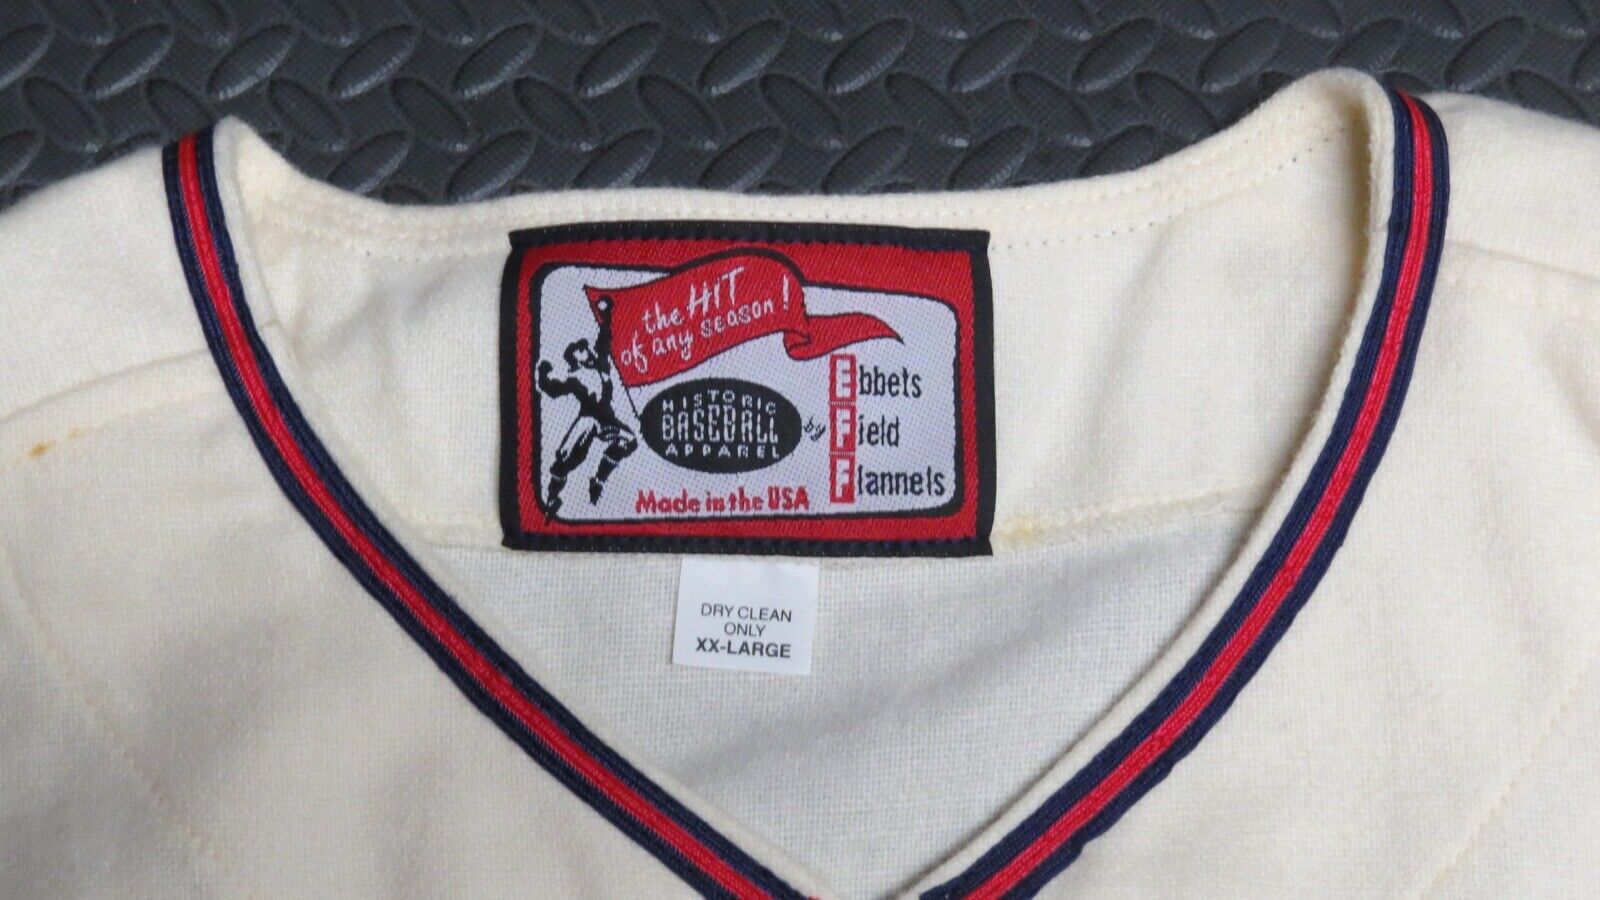 the HIT
of any season!
HISTORIC
BASEBALL
APPAREL
by
Ebbets
Field
Flannels
Made in the USA
DRY CLEAN
ONLY
XX-LARGE